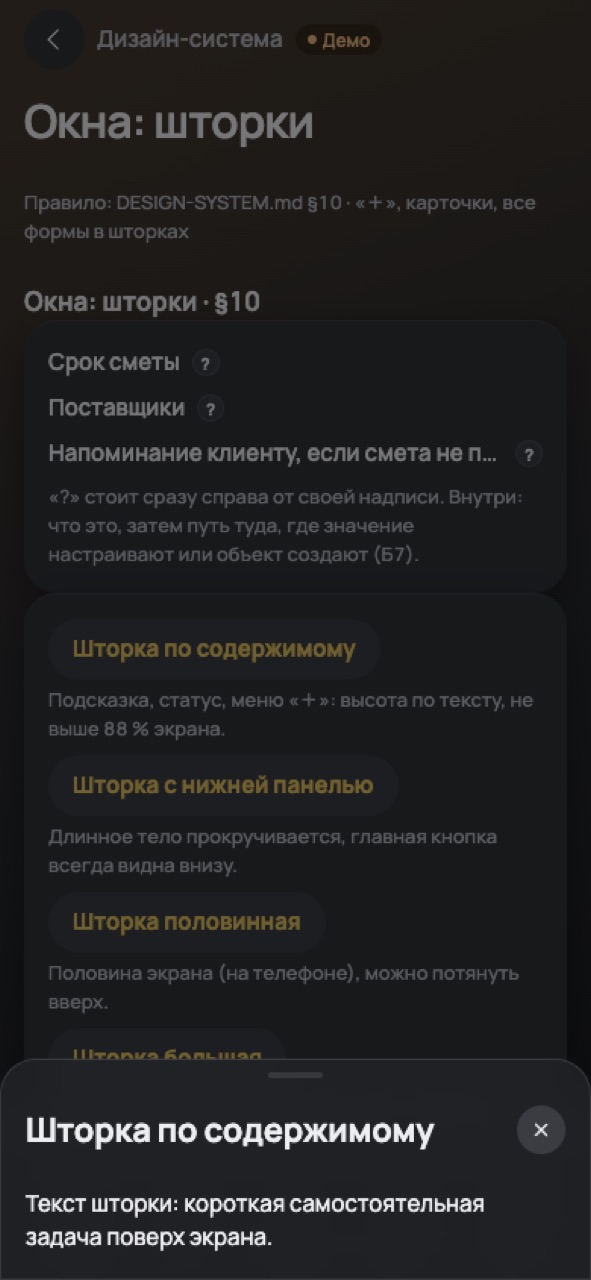 Дизайн-система
Демо
Окна: шторки
Правило: DESIGN-SYSTEM.md §10 · «+», карточки, все
формы в шторках
Окна: шторки · §10
Срок сметы ?
Поставщики ?
Напоминание клиенту, если смета не п... ?
«?» стоит сразу справа от своей надписи. Внутри:
что это, затем путь туда, где значение
настраивают или объект создают (Б7).
Шторка по содержимому
Подсказка, статус, меню «+»: высота по тексту, не
выше 88 % экрана.
Шторка с нижней панелью
Длинное тело прокручивается, главная кнопка
всегда видна внизу.
Шторка половинная
Половина экрана (на телефоне), можно потянуть
вверх.
Шторка большая
Шторка по содержимому
Текст шторки: короткая самостоятельная
задача поверх экрана.